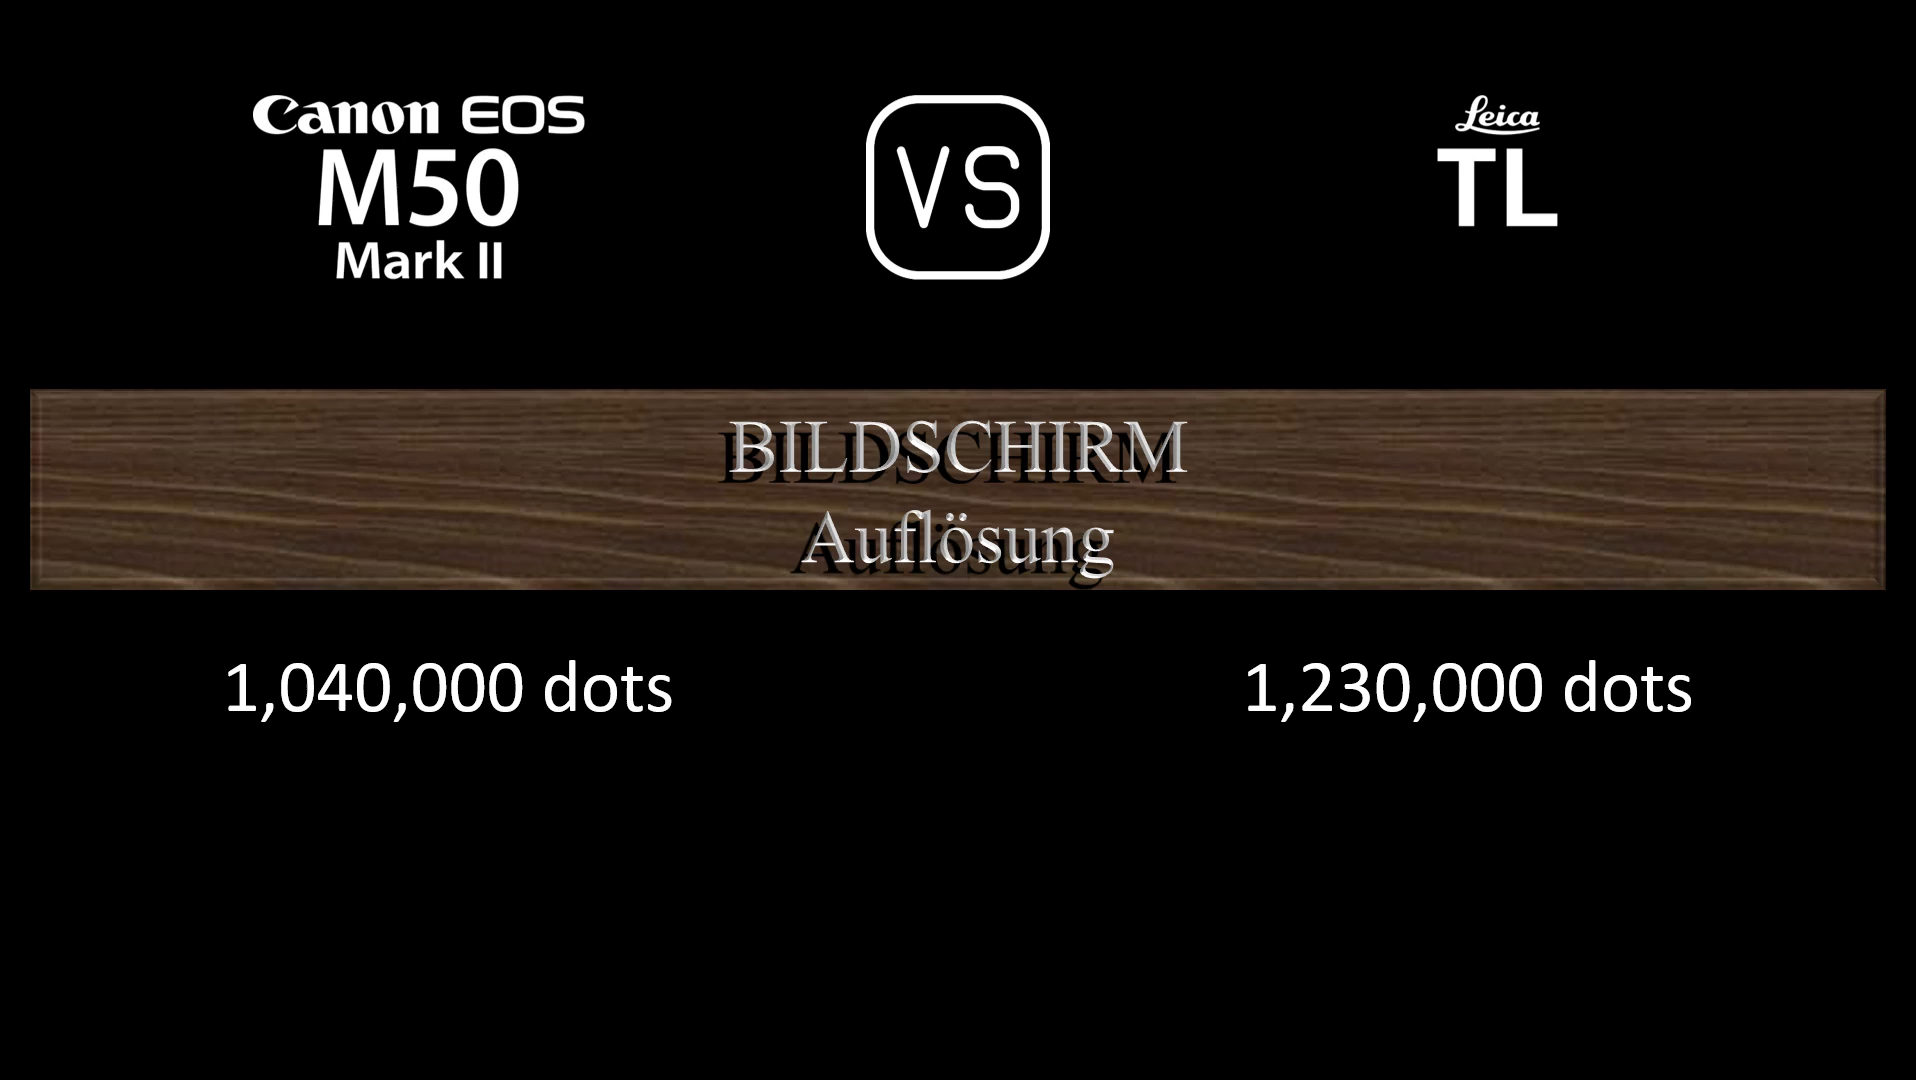 Canon EOS
M50
Mark II
VS
Leica
TL
BILDSCHIRM
Auflösung
1,040,000 dots
1,230,000 dots